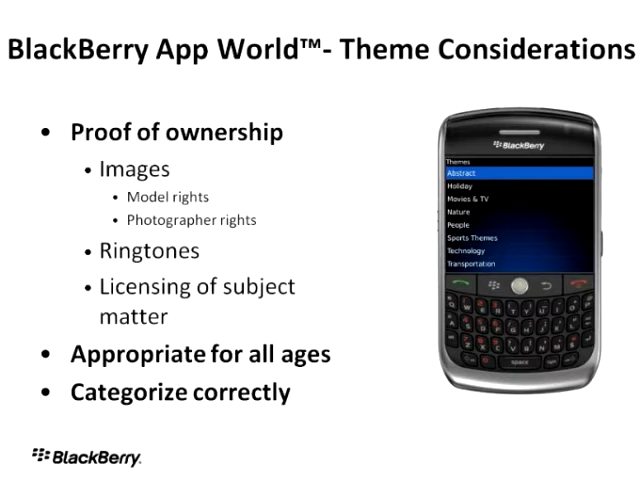 BlackBerry App World™- Theme Considerations
• Proof of ownership
• Images
• Model rights
• Photographer rights
• Ringtones
• Licensing of subject
matter
• Appropriate for all ages
• Categorize correctly
BlackBerry
Themes
Abstract
Holiday
Movies & TV
Nature
People
Sports Themes
Technology
Transportation
space
BlackBerry.